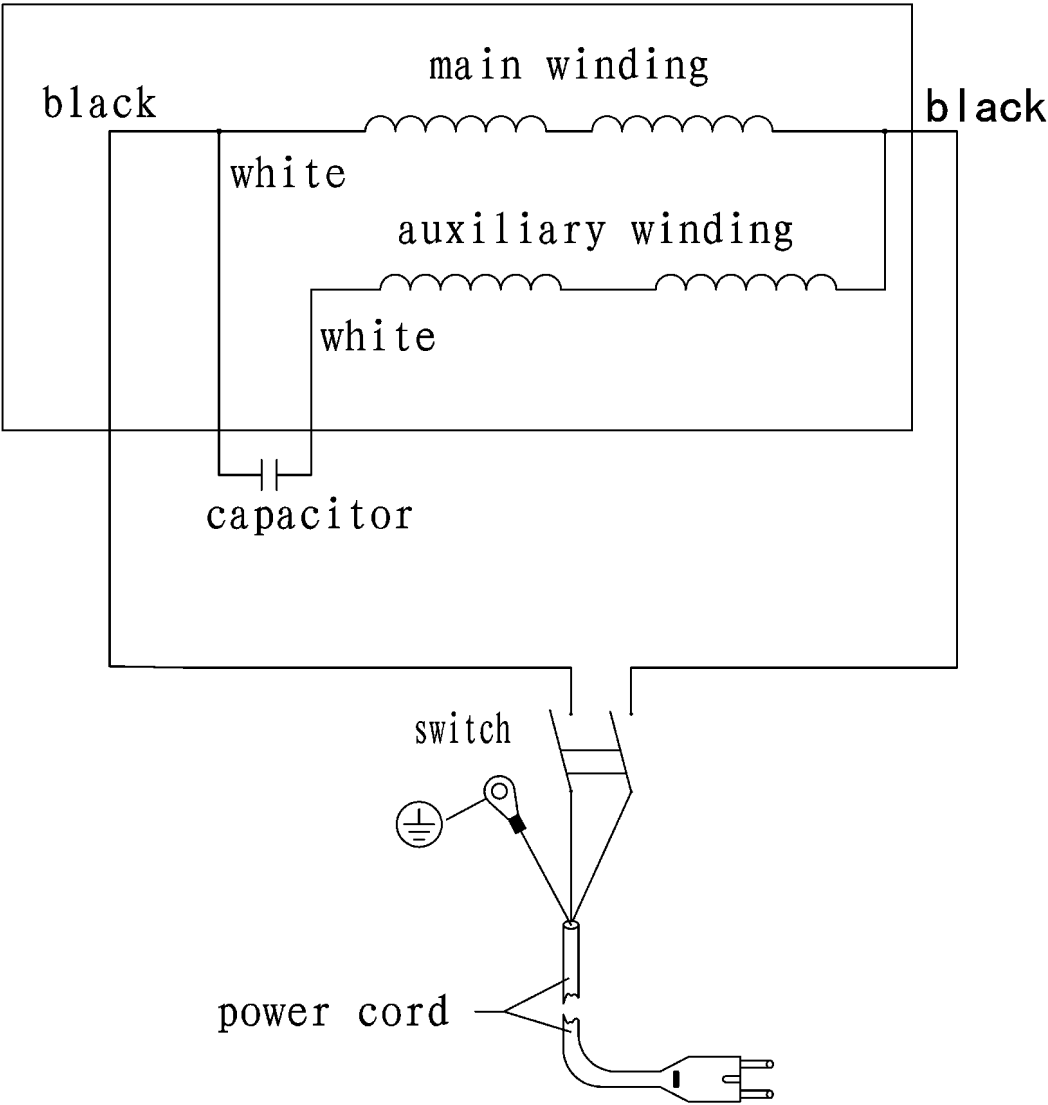 main winding
black
black
white
auxiliary winding
white
capacitor
switch
power cord